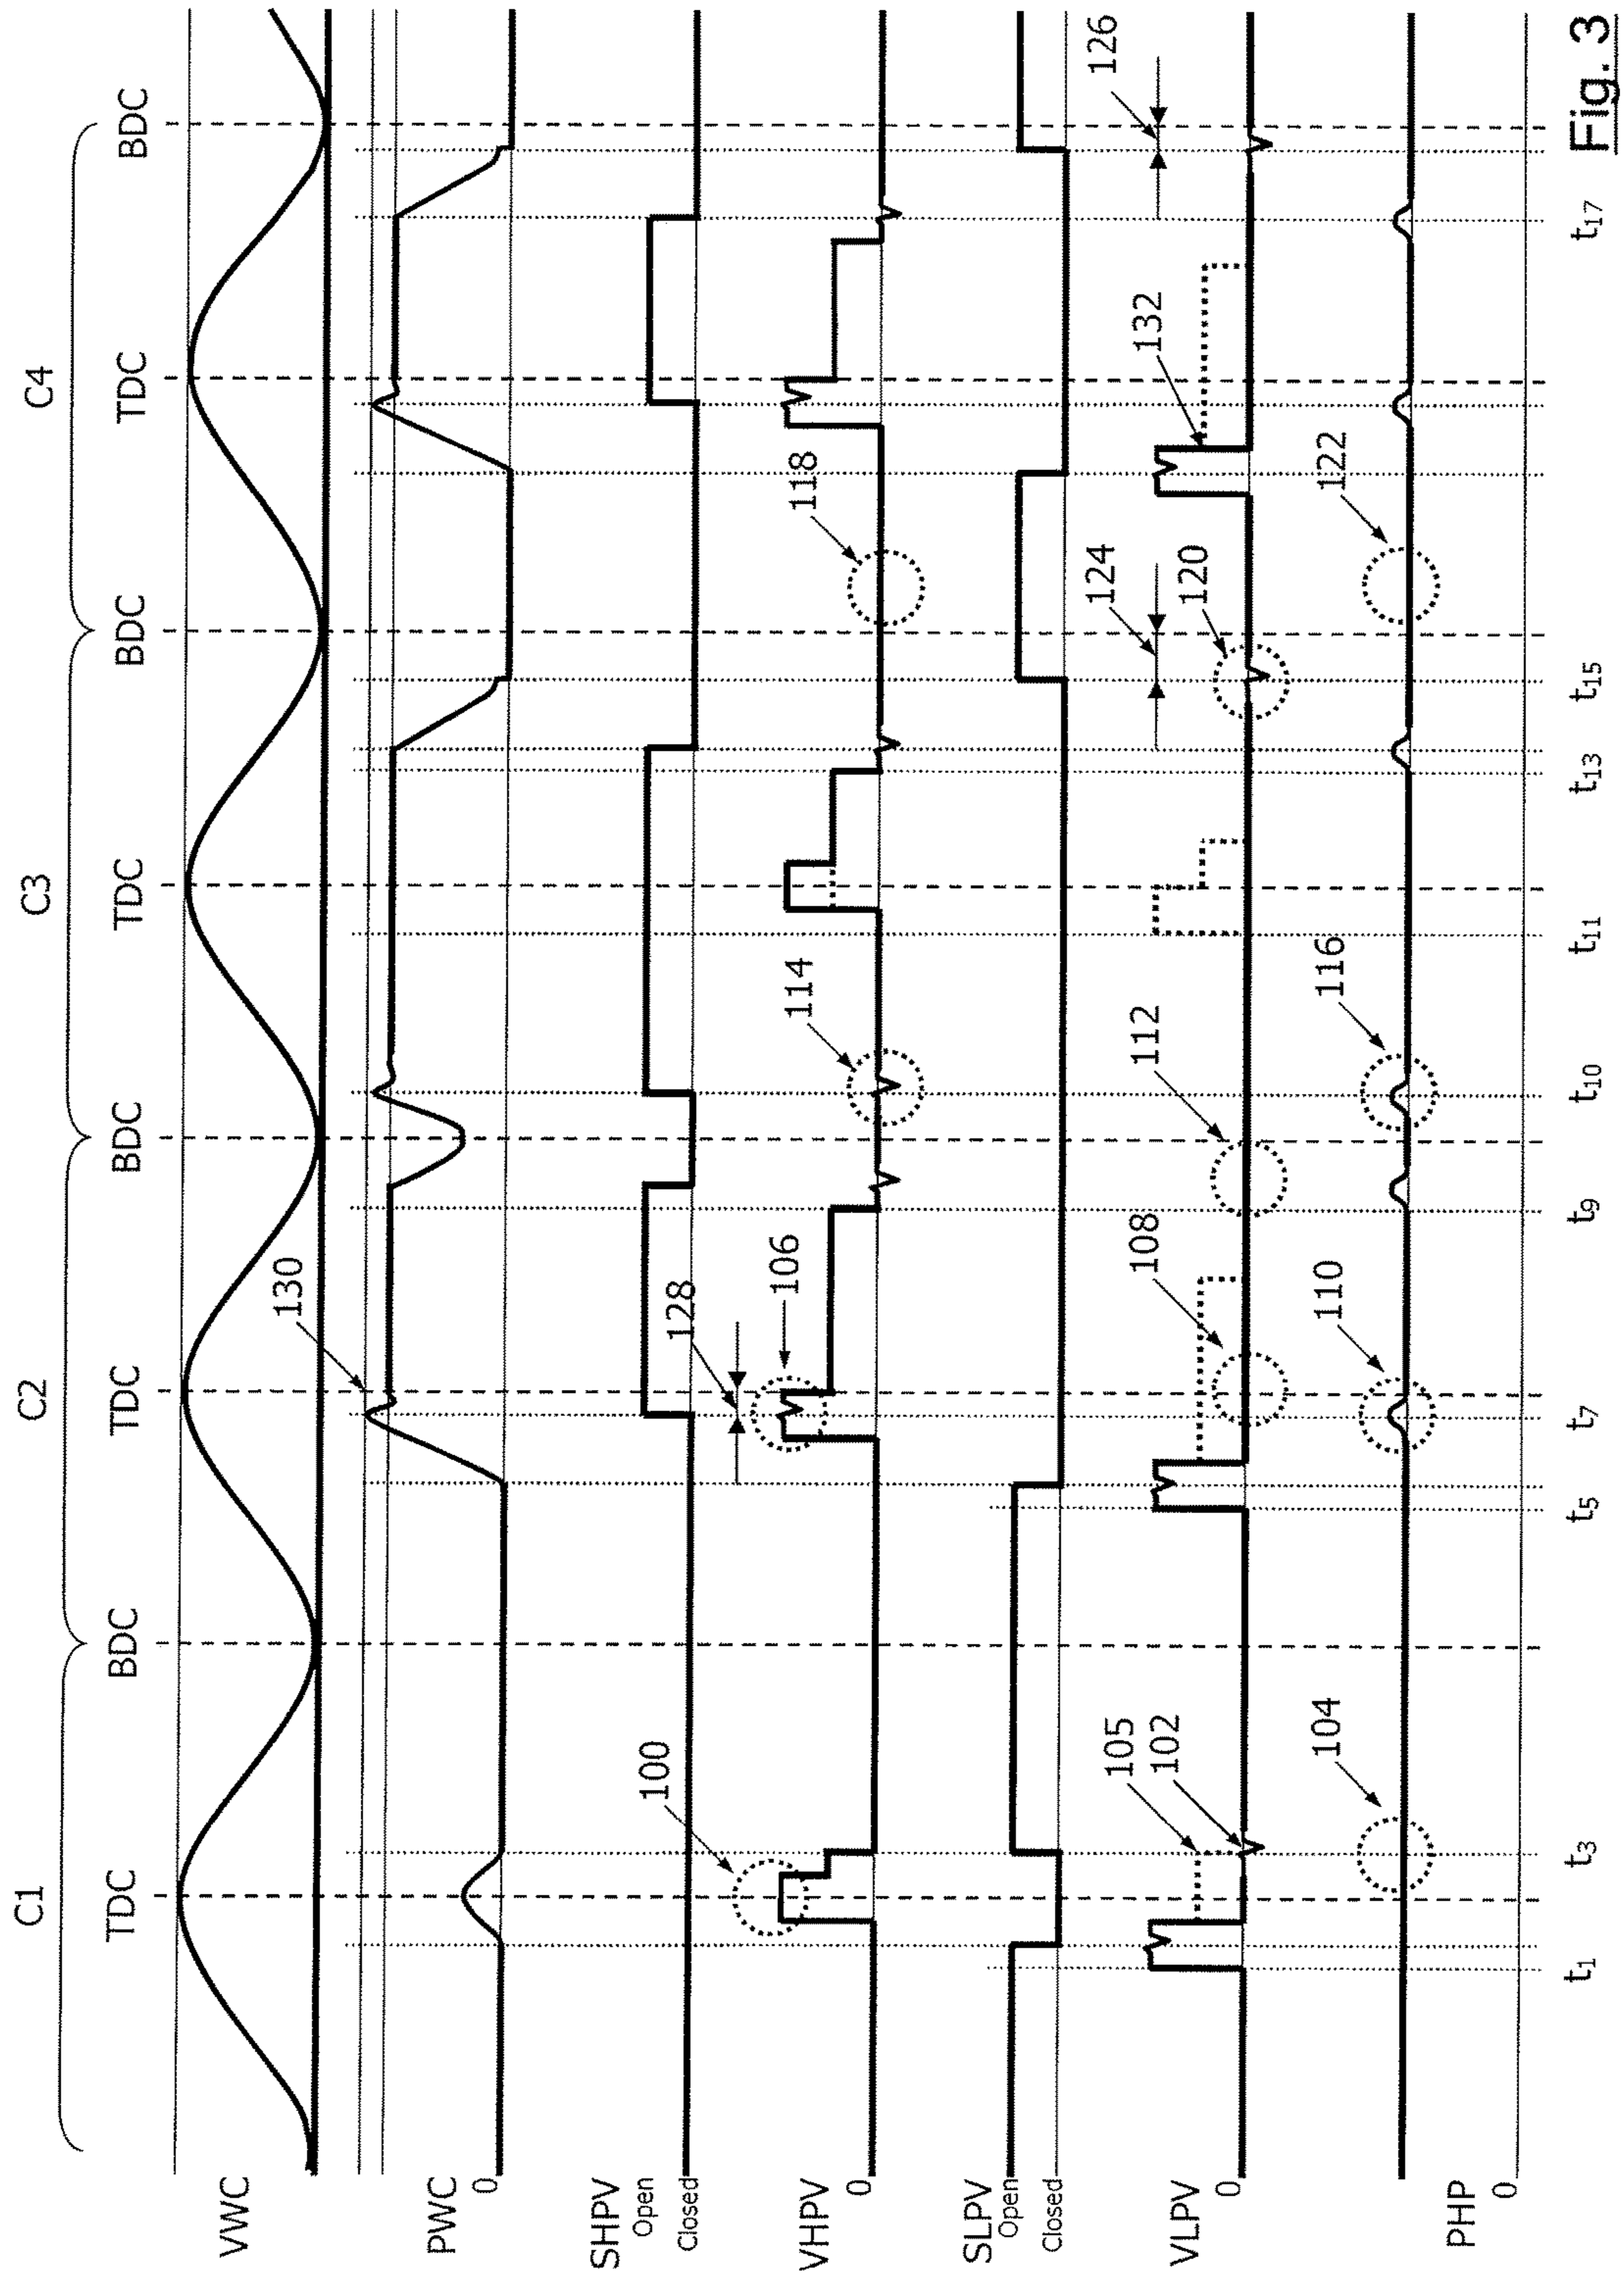 C1 C2 C3 C4
TDC BDC TDC BDC TDC BDC TDC BDC
VWC
130
PWC
0
SHPV
Open
Closed
128
100 106 114 118
VHPV
0
SLPV
Open
Closed
105 102 108 112 124 120 132 126
VLPV
0
104 110 116 122
PHP
0
t1 t3 t5 t7 t9 t10 t11 t13 t15 t17
Fig. 3